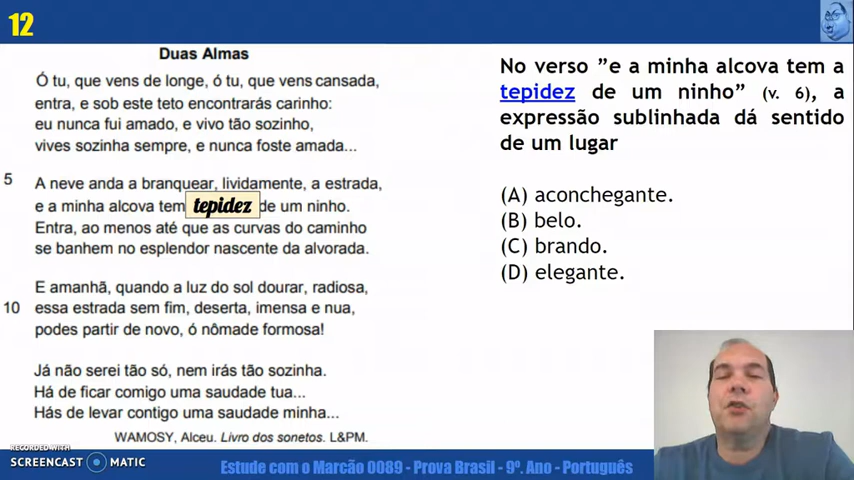 12
Duas Almas
Ó tu, que vens de longe, ó tu, que vens cansada,
entra, e sob este teto encontrarás carinho:
eu nunca fui amado, e vivo tão sozinho,
vives sozinha sempre, e nunca foste amada...
5 A neve anda a branquear, lividamente, a estrada,
e a minha alcova tem tepidez de um ninho.
Entra, ao menos até que as curvas do caminho
se banhem no esplendor nascente da alvorada.
E amanhã, quando a luz do sol dourar, radiosa,
10 essa estrada sem fim, deserta, imensa e nua,
podes partir de novo, ó nômade formosa!
Já não serei tão só, nem irás tão sozinha.
Há de ficar comigo uma saudade tua...
Hás de levar contigo uma saudade minha...
WAMOSY, Alceu. Livro dos sonetos. L&PM.
No verso ”e a minha alcova tem a
tepidez de um ninho” (v. 6), a
expressão sublinhada dá sentido
de um lugar
(A) aconchegante.
(B) belo.
(C) brando.
(D) elegante.
RECORDED WITH
SCREENCAST MATIC
Estude com o Marcão 0089 - Prova Brasil - 9º. Ano - Português